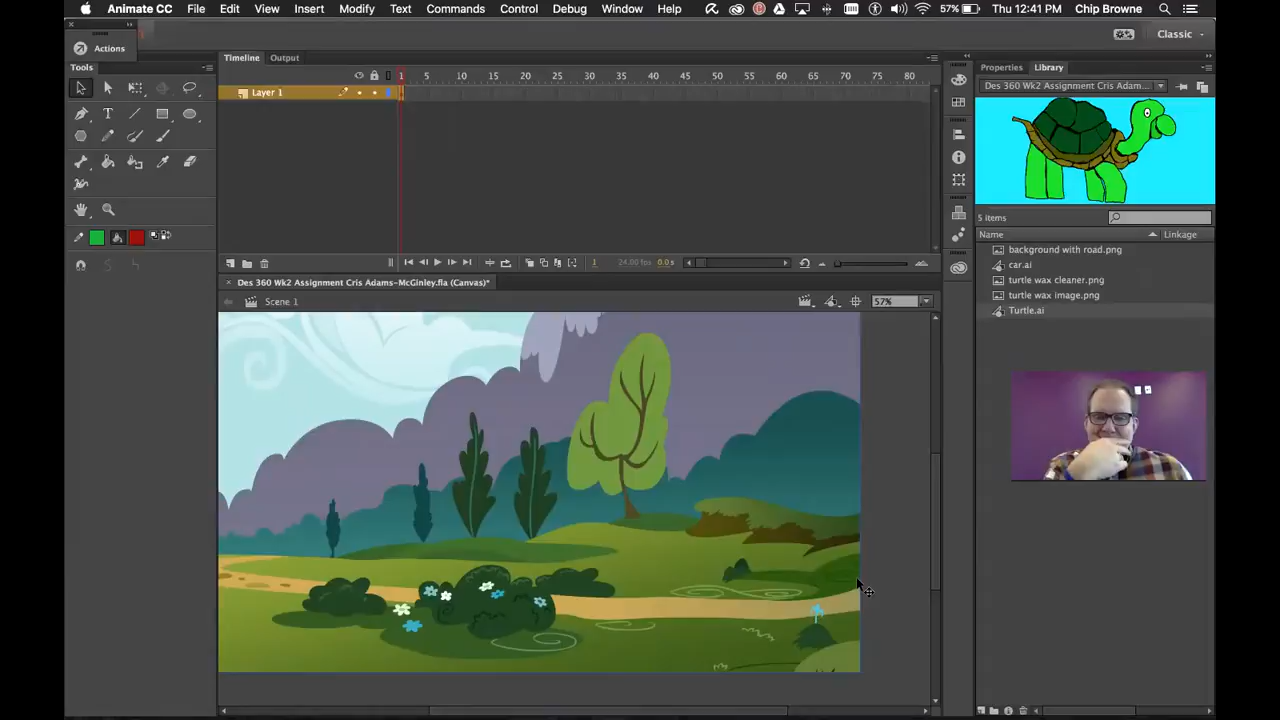 Animate CC File Edit View Insert Modify Text Commands Control Debug Window Help 57% Thu 12:41 PM Chip Browne
Actions
Classic
Tools
Timeline Output
Properties Library
1 5 10 15 20 25 30 35 40 45 50 55 60 65 70 75 80
Des 360 Wk2 Assignment Cris Adam...
Layer 1
5 items
Name Linkage
background with road.png
car.ai
turtle wax cleaner.png
turtle wax image.png
Turtle.ai
1 24.00 fps 0.0s
Des 360 Wk2 Assignment Cris Adams-McGinley.fla (Canvas)*
Scene 1
57%